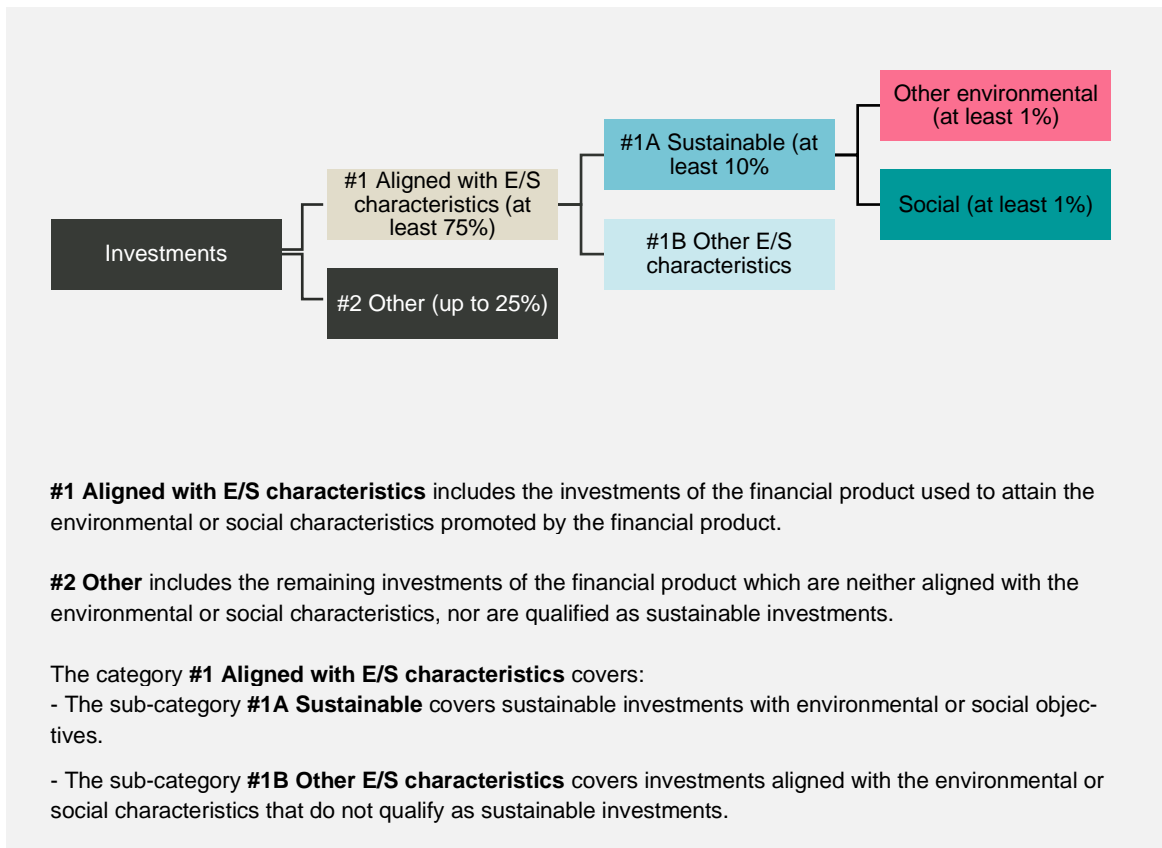 Other environmental
(at least 1%)
#1A Sustainable (at
least 10%
#1 Aligned with E/S
characteristics (at
least 75%)
Social (at least 1%)
Investments
#1B Other E/S
characteristics
#2 Other (up to 25%)
#1 Aligned with E/S characteristics includes the investments of the financial product used to attain the
environmental or social characteristics promoted by the financial product.
#2 Other includes the remaining investments of the financial product which are neither aligned with the
environmental or social characteristics, nor are qualified as sustainable investments.
The category #1 Aligned with E/S characteristics covers:
- The sub-category #1A Sustainable covers sustainable investments with environmental or social objec-
tives.
- The sub-category #1B Other E/S characteristics covers investments aligned with the environmental or
social characteristics that do not qualify as sustainable investments.